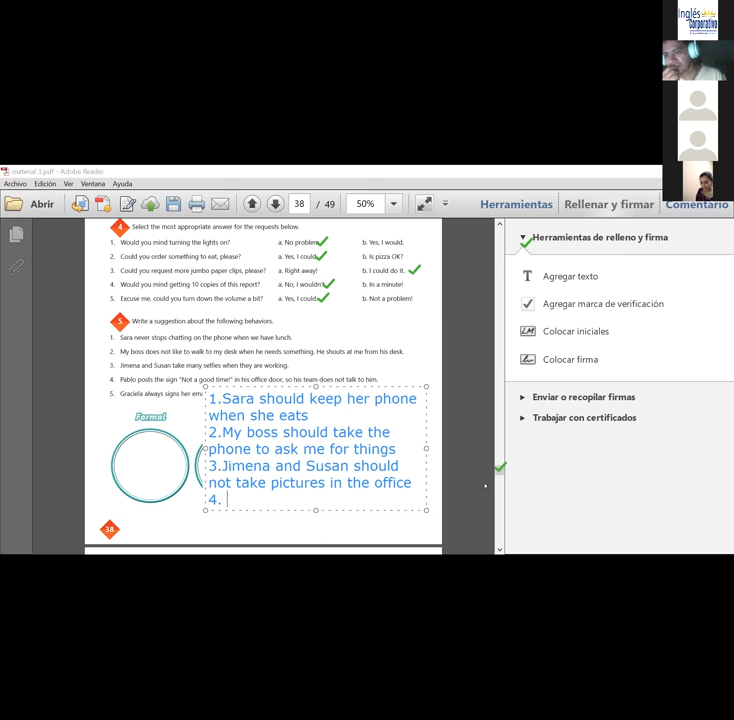 Inglés
Corporativo
material 3.pdf - Adobe Reader
Archivo Edición Ver Ventana Ayuda
Abrir 38 / 49 50% Herramientas Rellenar y firmar Comentario
4 Select the most appropriate answer for the requests below.
1. Would you mind turning the lights on? a. No problem b. Yes, I would.
2. Could you order something to eat, please? a. Yes, I could b. Is pizza OK?
3. Could you request more jumbo paper clips, please? a. Right away! b. I could do it.
4. Would you mind getting 10 copies of this report? a. No, I wouldn't b. In a minute!
5. Excuse me, could you turn down the volume a bit? a. Yes, I could b. Not a problem!
5 Write a suggestion about the following behaviors.
1. Sara never stops chatting on the phone when we have lunch.
2. My boss does not like to walk to my desk when he needs something. He shouts at me from his desk.
3. Jimena and Susan take many selfies when they are working.
4. Pablo posts the sign "Not a good time!" in his office door, so his team does not talk to him.
5. Graciela always signs her
Formal
1.Sara should keep her phone
when she eats
2.My boss should take the
phone to ask me for things
3.Jimena and Susan should
not take pictures in the office
4.
38
Herramientas de relleno y firma
T Agregar texto
Agregar marca de verificación
LM Colocar iniciales
Colocar firma
Enviar o recopilar firmas
Trabajar con certificados